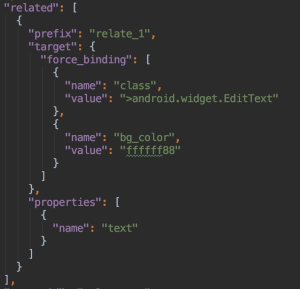 "related": [
{
"prefix": "relate_1",
"target": {
"force_binding": [
{
"name": "class",
"value": ">android.widget.EditText"
},
{
"name": "bg_color",
"value": "ffffff88"
}
]
},
"properties": [
{
"name": "text"
}
]
}
],